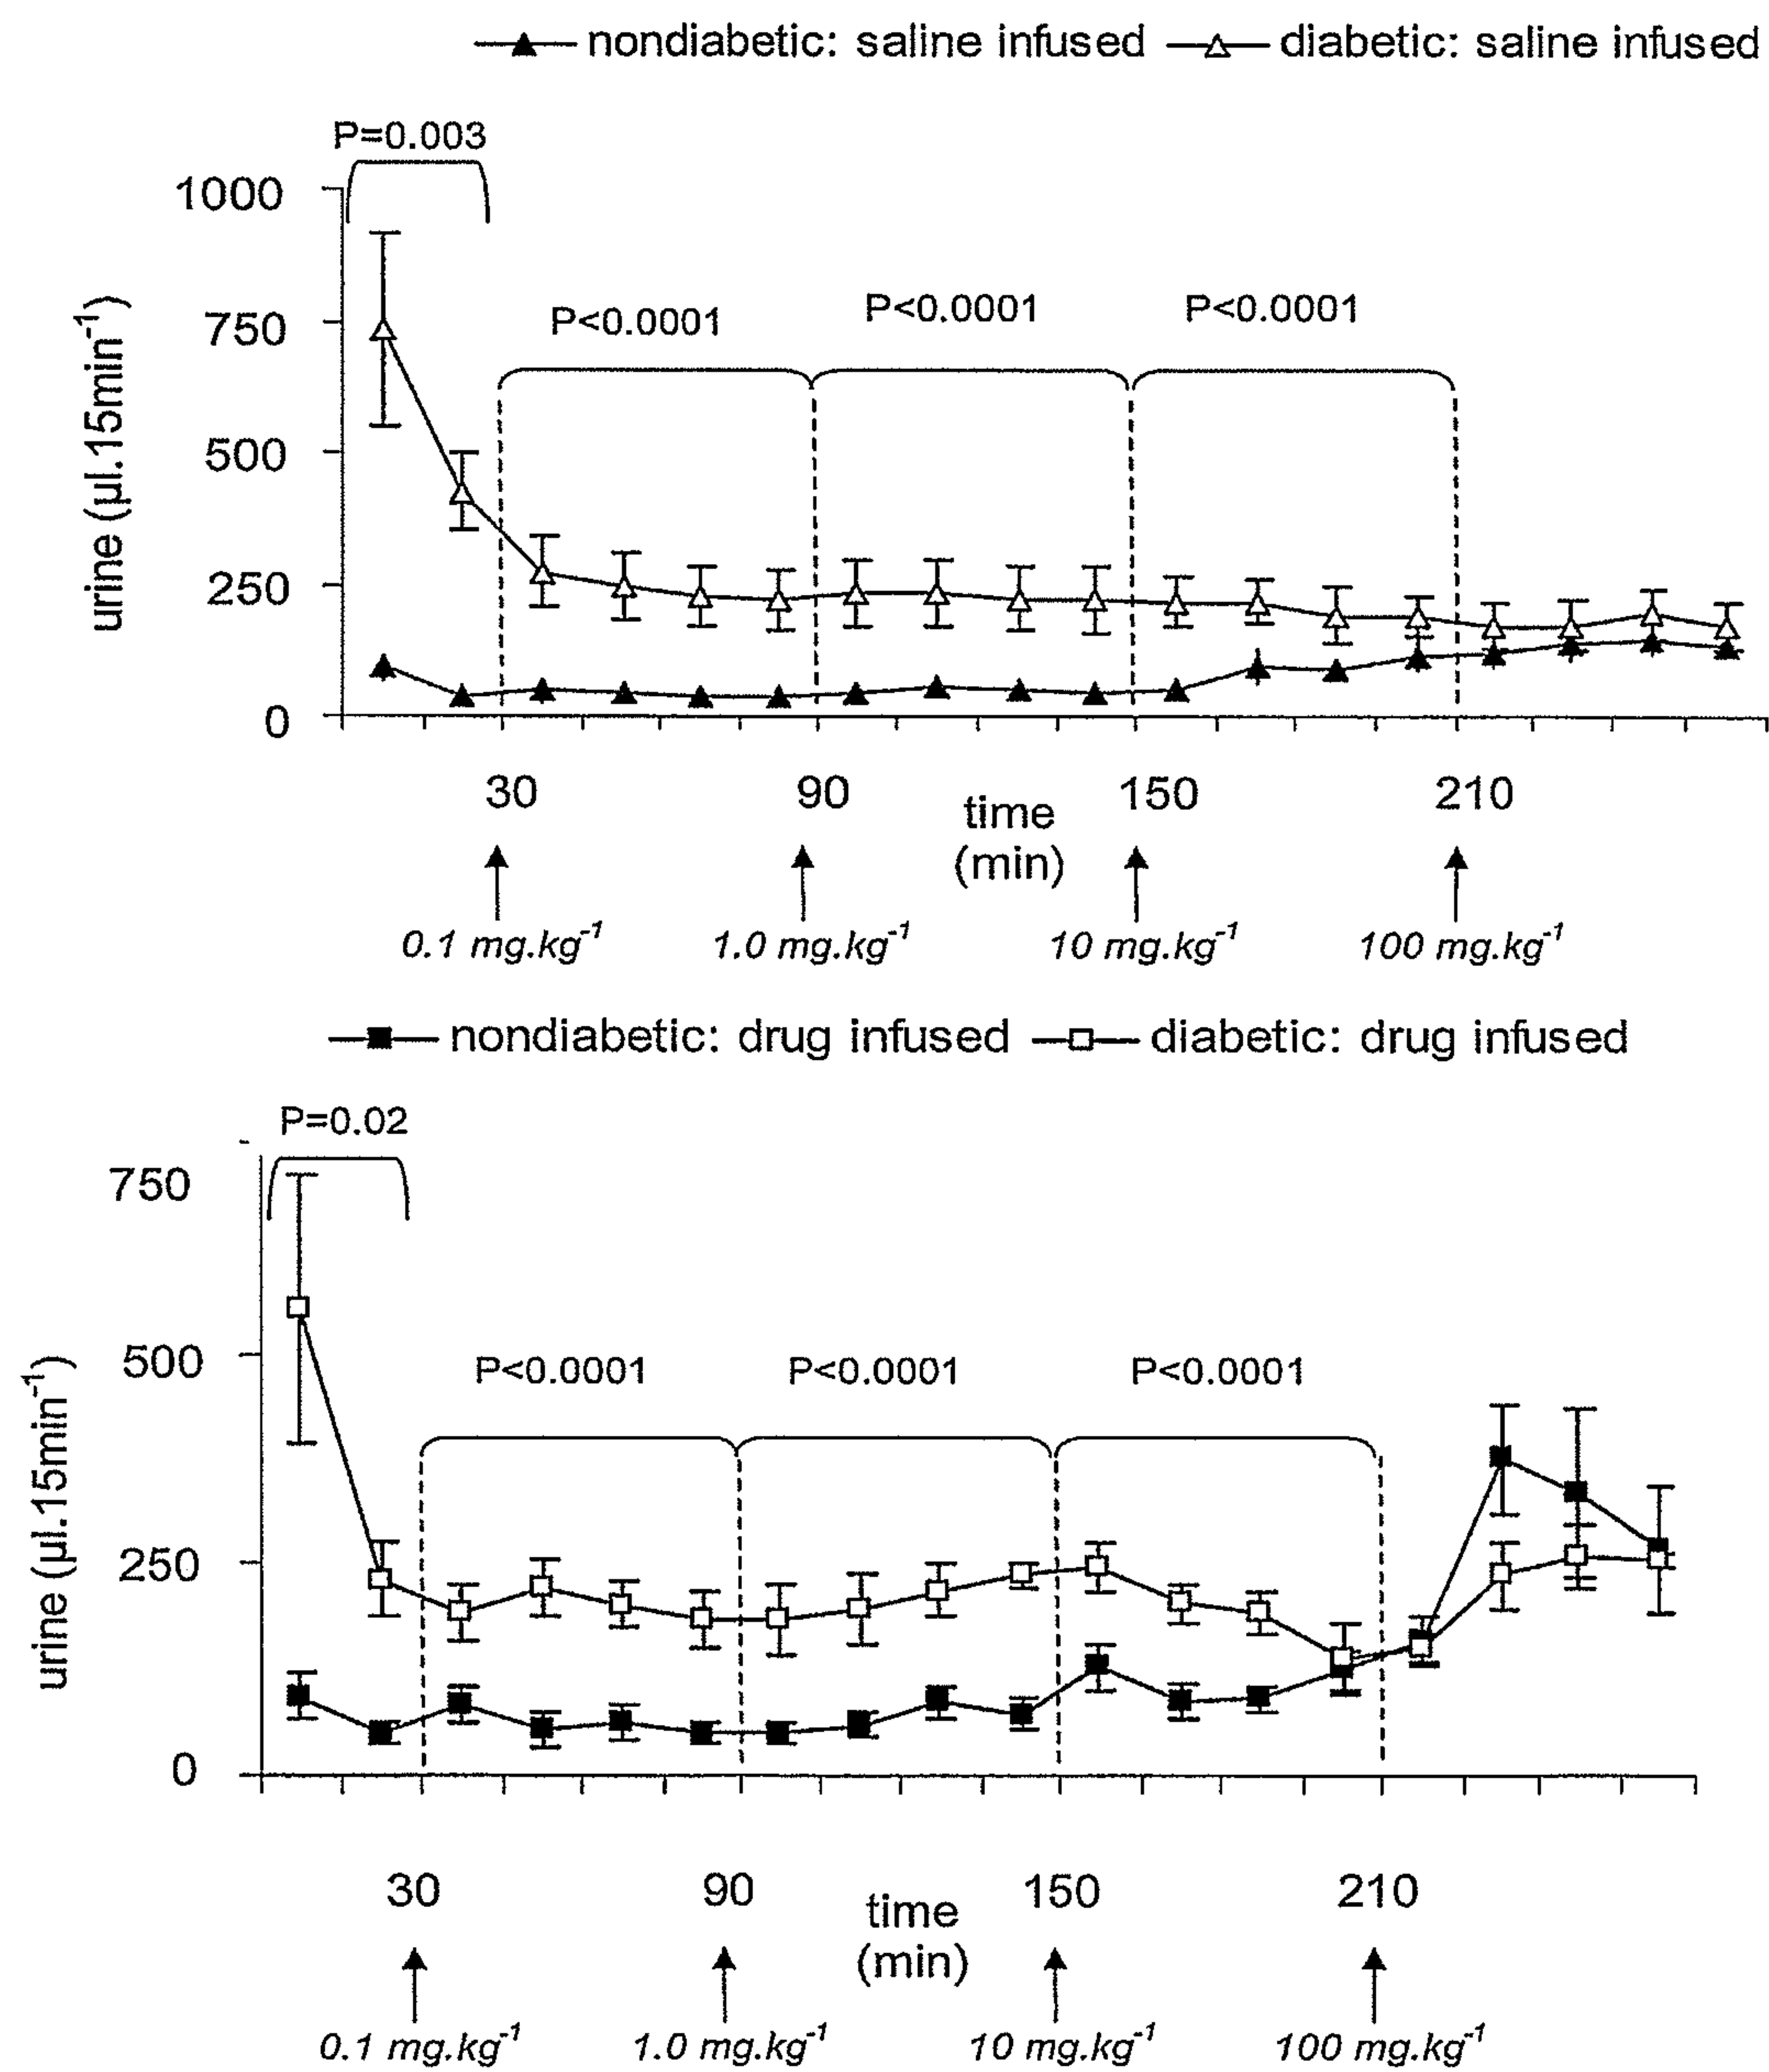 nondiabetic: saline infused diabetic: saline infused
P=0.003
1000
750
500
250
0
urine (µl.15min⁻¹)
P<0.0001 P<0.0001 P<0.0001
30 90 150 210
time
(min)
0.1 mg.kg⁻¹ 1.0 mg.kg⁻¹ 10 mg.kg⁻¹ 100 mg.kg⁻¹
nondiabetic: drug infused diabetic: drug infused
P=0.02
750
500
250
0
urine (µl.15min⁻¹)
P<0.0001 P<0.0001 P<0.0001
30 90 150 210
time
(min)
0.1 mg.kg⁻¹ 1.0 mg.kg⁻¹ 10 mg.kg⁻¹ 100 mg.kg⁻¹